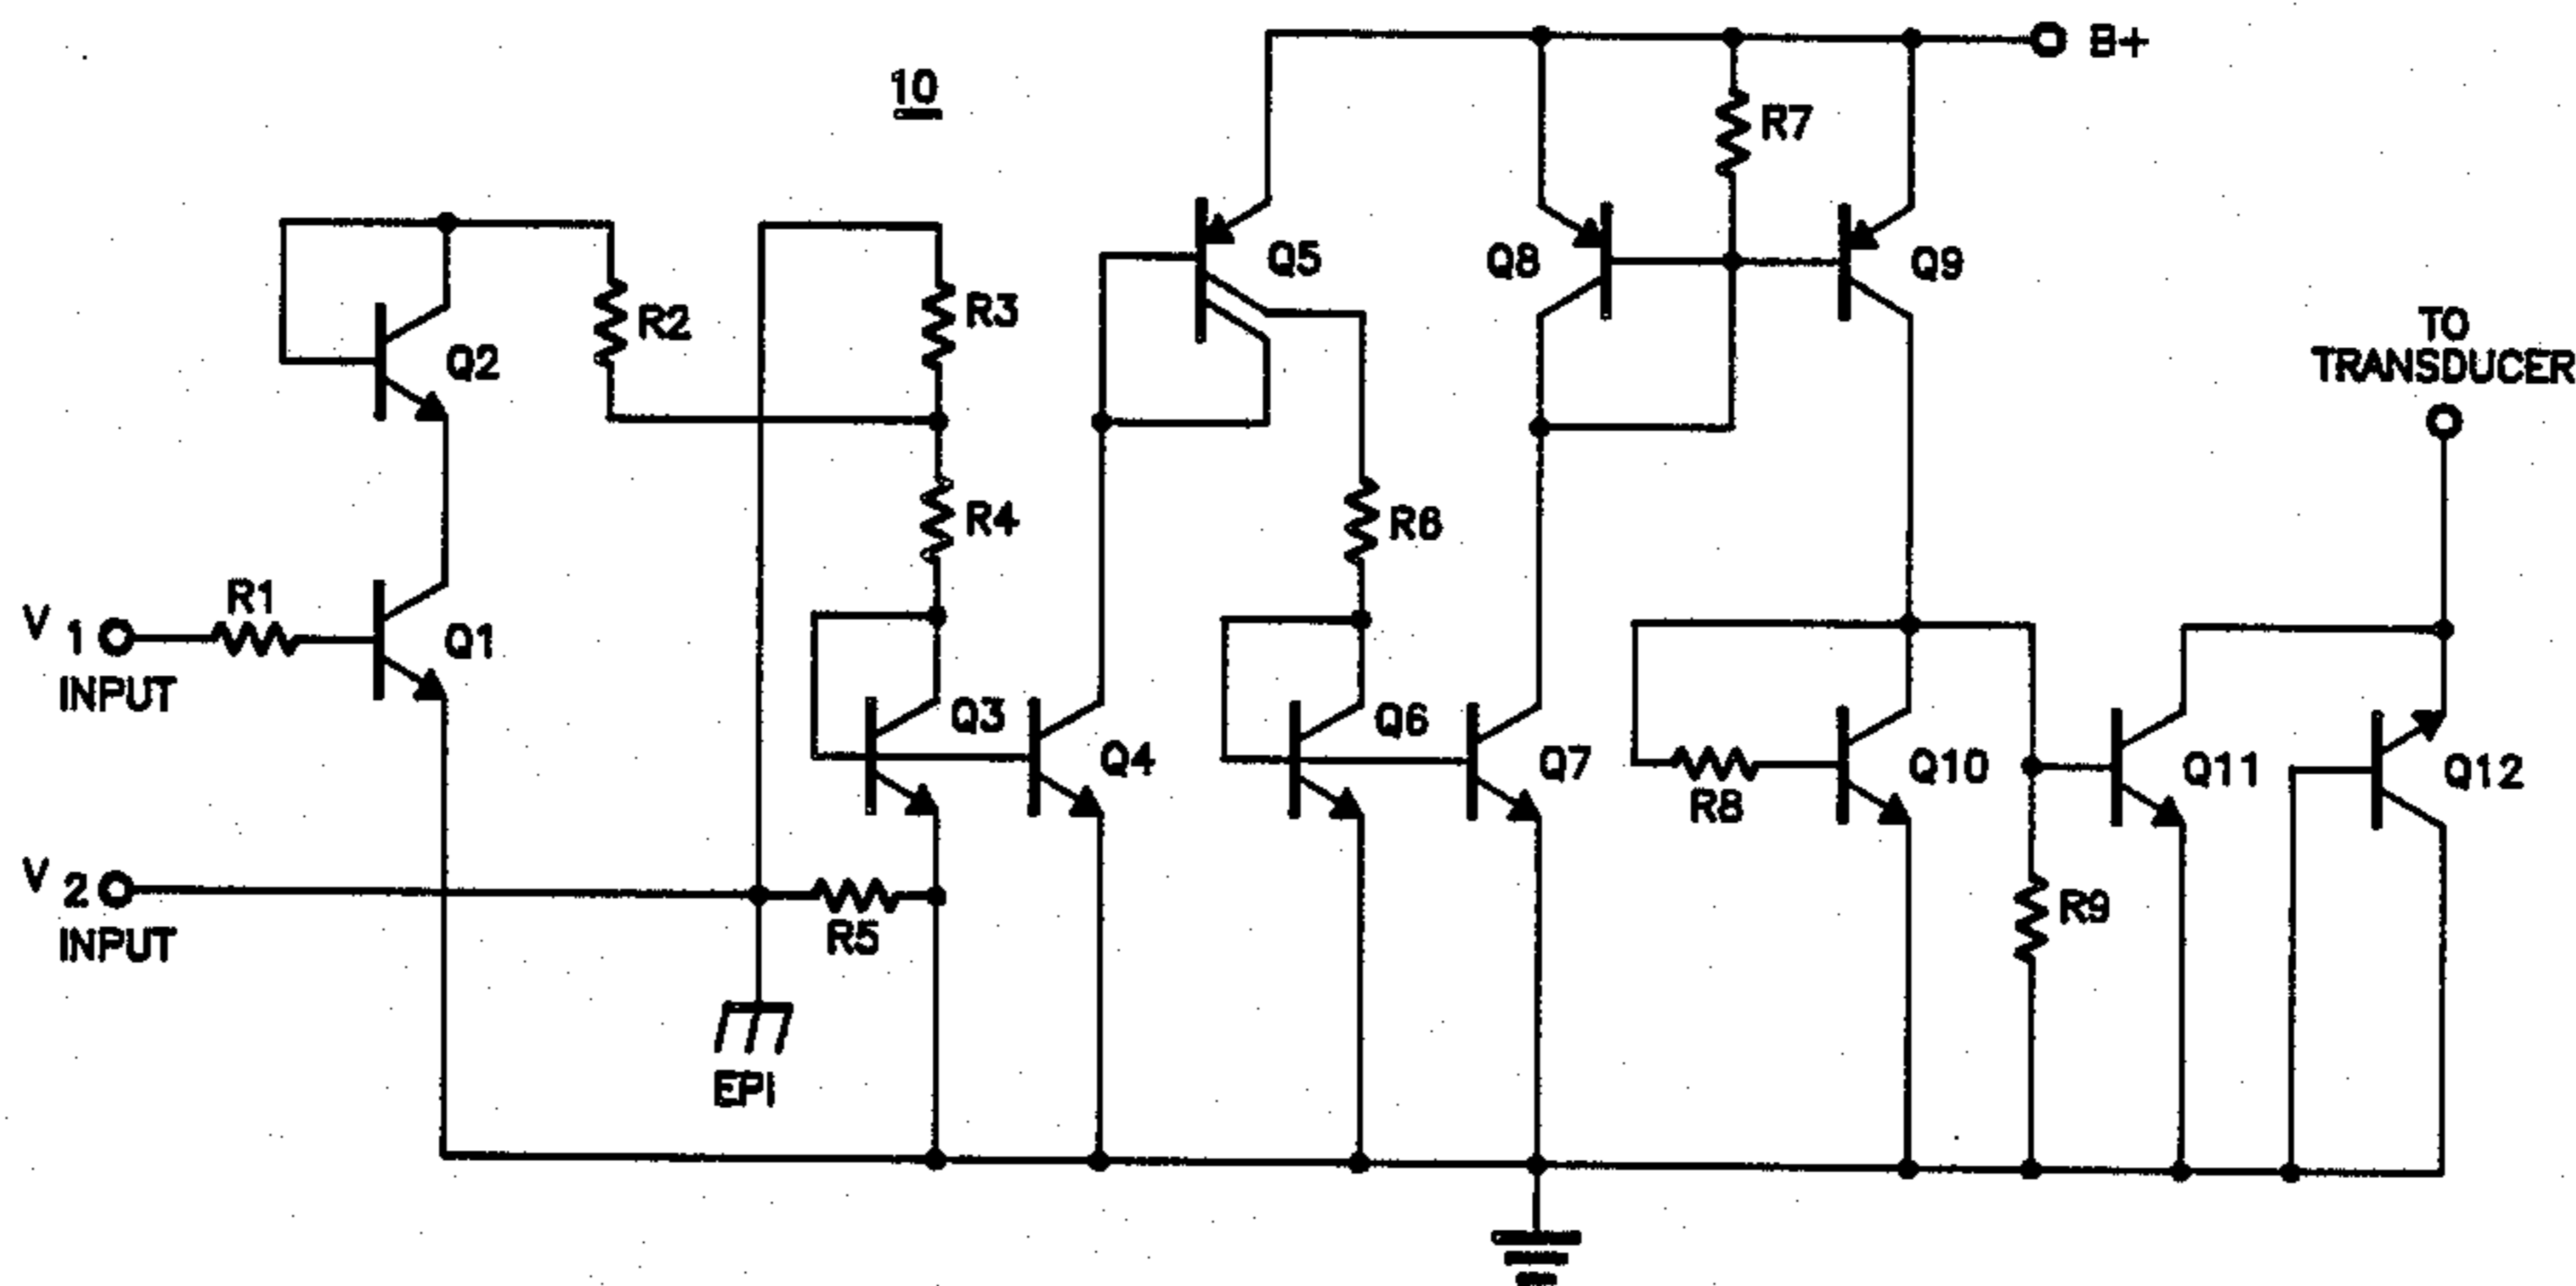 10
B+
R7
Q5
Q8
Q9
R2
R3
Q2
TO
TRANSDUCER
R4
R6
R1
V 1
INPUT
Q1
Q3
Q4
Q6
Q7
R8
Q10
Q11
Q12
V 2
INPUT
R5
R9
EPI